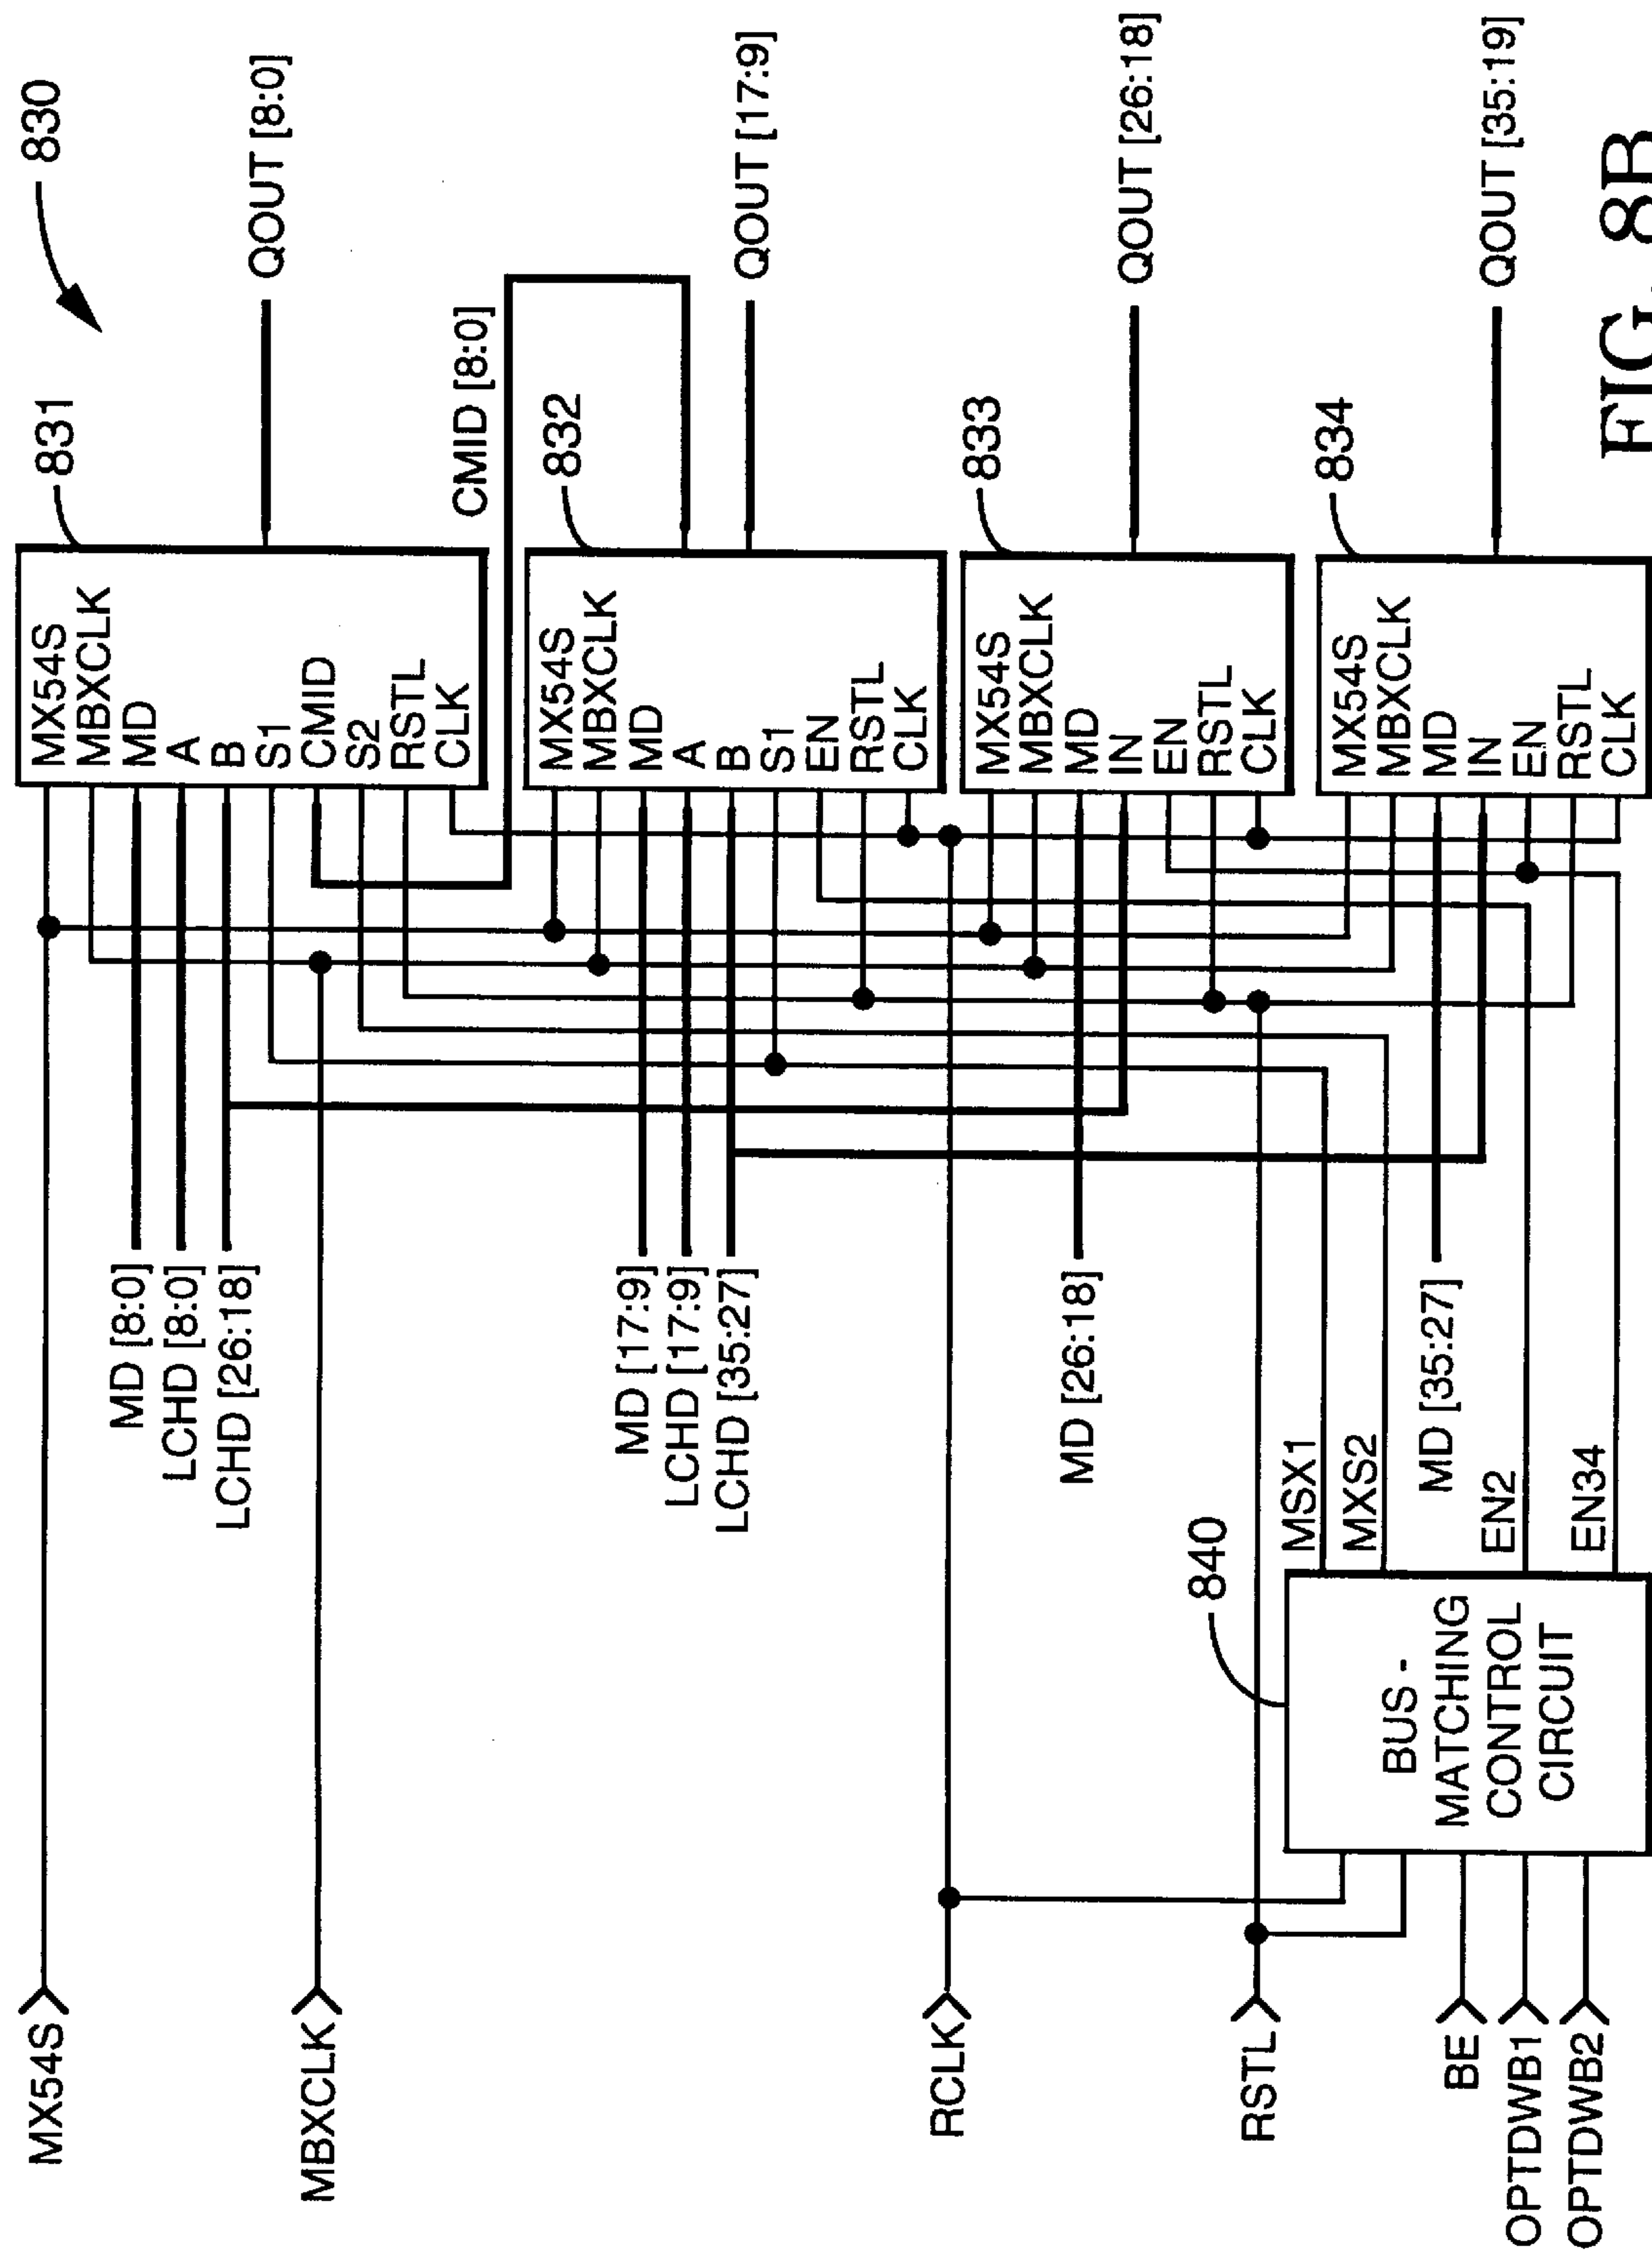 830
831
MX54S
MBXCLK
MD
A
B
S1
CMID
S2
RSTL
CLK
QOUT [8:0]
CMID [8:0]
832
MX54S
MBXCLK
MD
A
B
S1
EN
RSTL
CLK
QOUT [17:9]
833
MX54S
MBXCLK
MD
IN
EN
RSTL
CLK
QOUT [26:18]
834
MX54S
MBXCLK
MD
IN
EN
RSTL
CLK
QOUT [35:19]
MX54S
MD [8:0]
LCHD [8:0]
LCHD [26:18]
MBXCLK
MD [17:9]
LCHD [17:9]
LCHD [35:27]
RCLK
MD [26:18]
RSTL
840
MSX1
MXS2
MD [35:27]
EN2
EN34
BUS -
MATCHING
CONTROL
CIRCUIT
BE
OPTDWB1
OPTDWB2
FIG. 8B